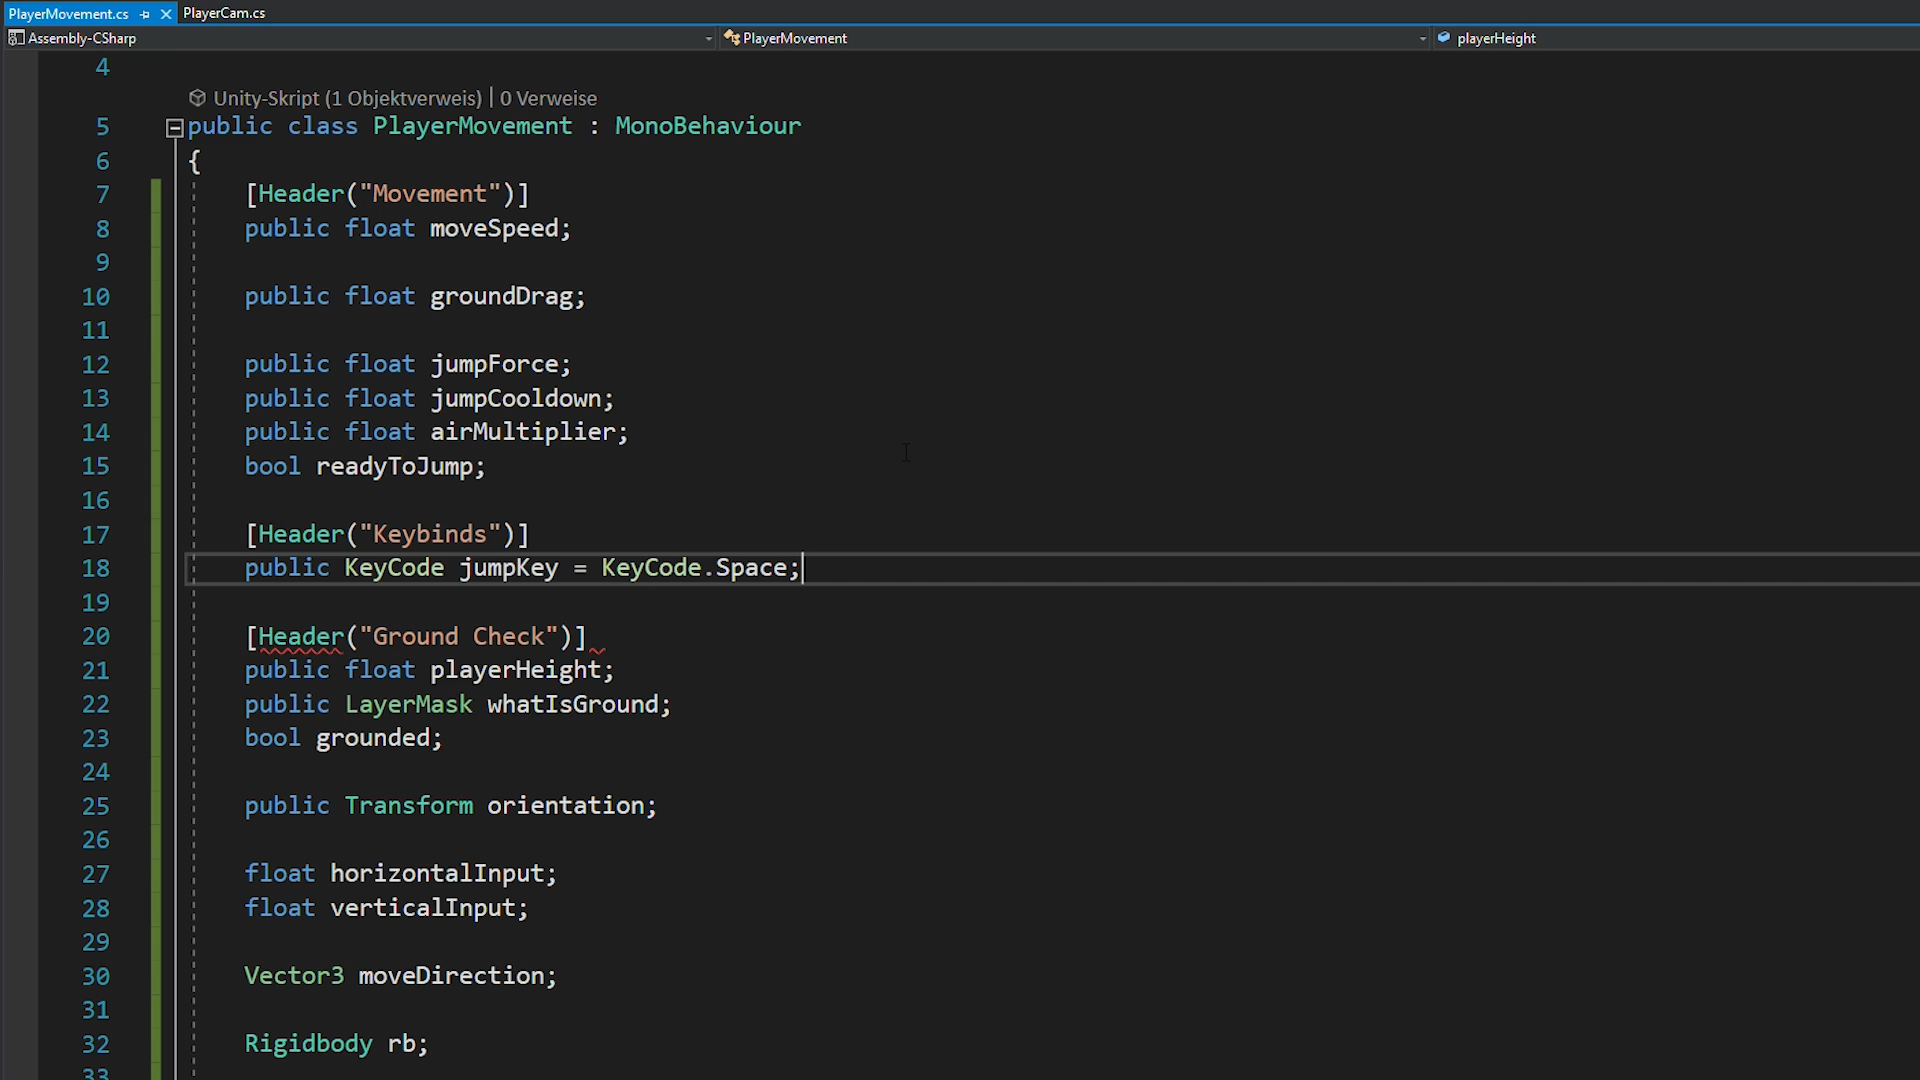 PlayerMovement.cs PlayerCam.cs
Assembly-CSharp PlayerMovement playerHeight
4
Unity-Skript (1 Objektverweis) | 0 Verweise
5 public class PlayerMovement : MonoBehaviour
6 {
7 [Header("Movement")]
8 public float moveSpeed;
9
10 public float groundDrag;
11
12 public float jumpForce;
13 public float jumpCooldown;
14 public float airMultiplier;
15 bool readyToJump;
16
17 [Header("Keybinds")]
18 public KeyCode jumpKey = KeyCode.Space;
19
20 [Header("Ground Check")]
21 public float playerHeight;
22 public LayerMask whatIsGround;
23 bool grounded;
24
25 public Transform orientation;
26
27 float horizontalInput;
28 float verticalInput;
29
30 Vector3 moveDirection;
31
32 Rigidbody rb;
33